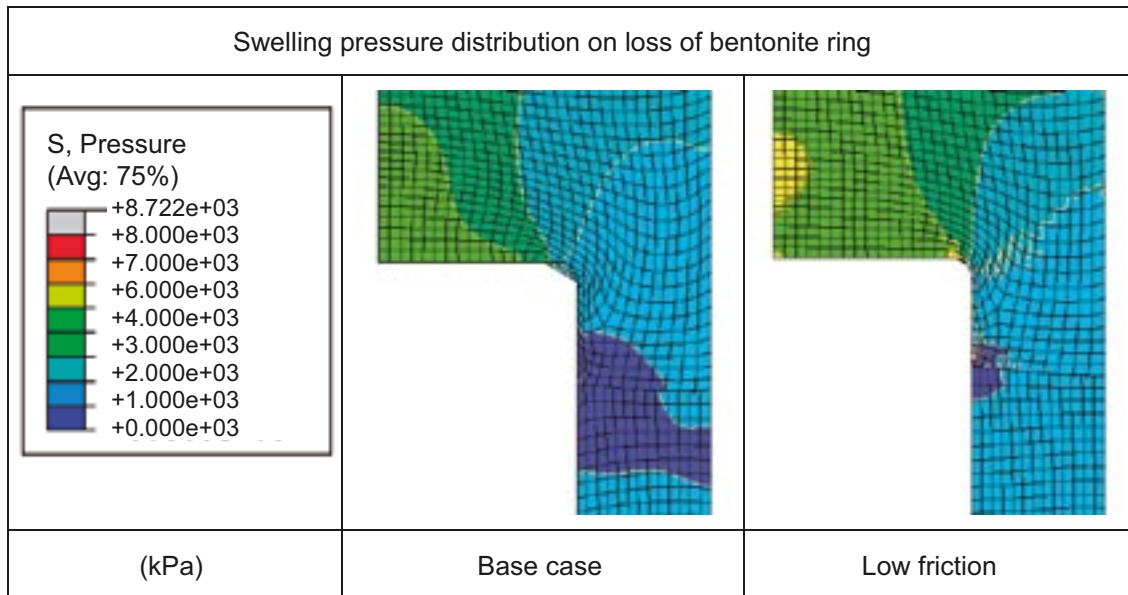 Swelling pressure distribution on loss of bentonite ring
S, Pressure
(Avg: 75%)
+8.722e+03
+8.000e+03
+7.000e+03
+6.000e+03
+4.000e+03
+3.000e+03
+2.000e+03
+1.000e+03
+0.000e+03
(kPa)
Base case
Low friction